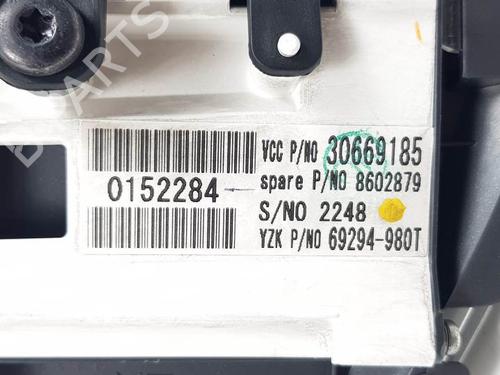 VCC P/NO 30669185
0152284
spare P/NO 8602879
S/NO 2248
YZK P/NO 69294-980T